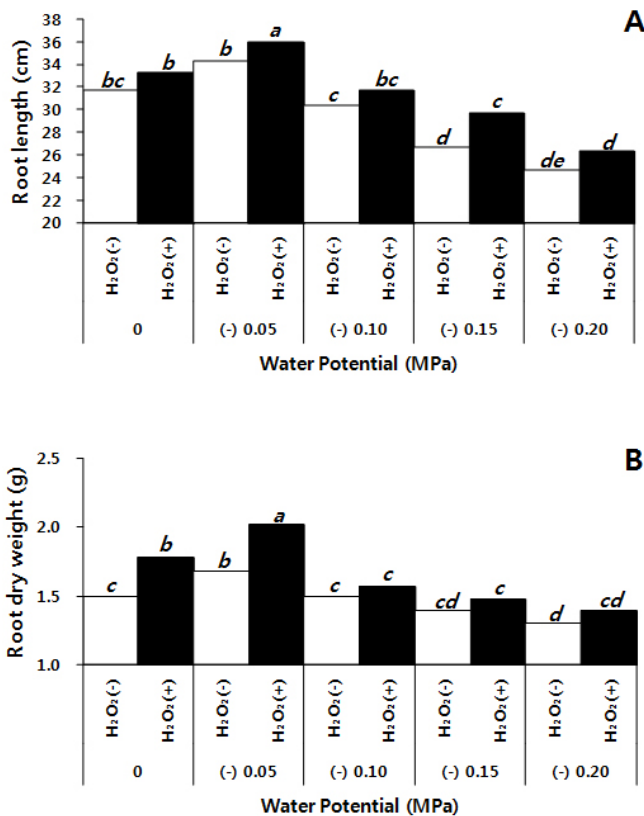 A
Root length (cm)
38
36
34
32
30
28
26
24
22
20
bc
b
b
a
c
bc
d
c
de
d
H₂O₂(-)
H₂O₂(+)
H₂O₂(-)
H₂O₂(+)
H₂O₂(-)
H₂O₂(+)
H₂O₂(-)
H₂O₂(+)
H₂O₂(-)
H₂O₂(+)
0
(-) 0.05
(-) 0.10
(-) 0.15
(-) 0.20
Water Potential (MPa)
B
Root dry weight (g)
2.5
2.0
1.5
1.0
c
b
b
a
c
c
cd
c
d
cd
H₂O₂(-)
H₂O₂(+)
H₂O₂(-)
H₂O₂(+)
H₂O₂(-)
H₂O₂(+)
H₂O₂(-)
H₂O₂(+)
H₂O₂(-)
H₂O₂(+)
0
(-) 0.05
(-) 0.10
(-) 0.15
(-) 0.20
Water Potential (MPa)